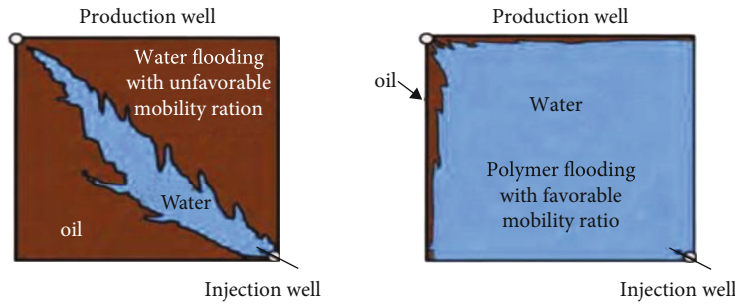 Production well
Water flooding
with unfavorable
mobility ration
Water
oil
Injection well
Production well
oil
Water
Polymer flooding
with favorable
mobility ratio
Injection well